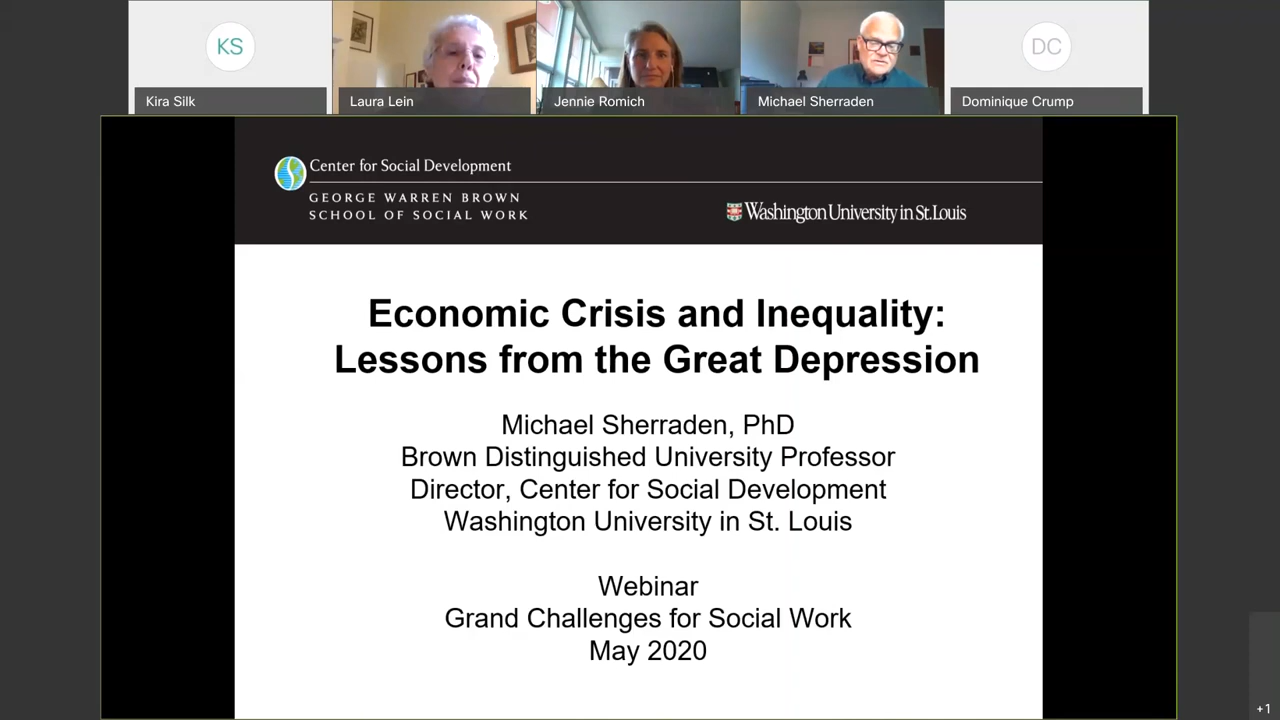 KS
DC
Kira Silk
Laura Lein
Jennie Romich
Michael Sherraden
Dominique Crump
Center for Social Development
GEORGE WARREN BROWN
SCHOOL OF SOCIAL WORK
Washington University in St. Louis
Economic Crisis and Inequality:
Lessons from the Great Depression
Michael Sherraden, PhD
Brown Distinguished University Professor
Director, Center for Social Development
Washington University in St. Louis
Webinar
Grand Challenges for Social Work
May 2020
+1